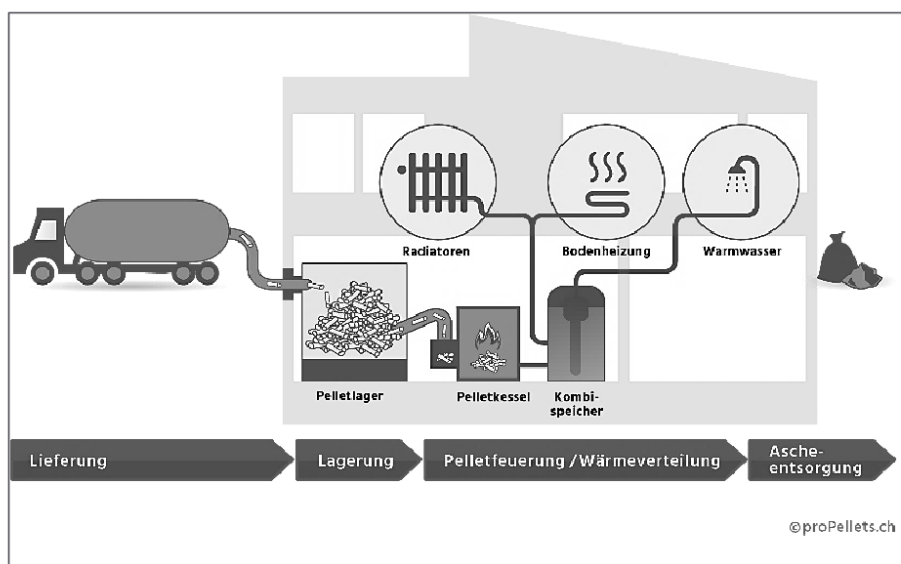 Radiatoren
Bodenheizung
Warmwasser
Pelletlager
Pelletkessel
Kombi-
speicher
Lieferung
Lagerung
Pelletfeuerung / Wärmeverteilung
Asche-
entsorgung
©proPellets.ch